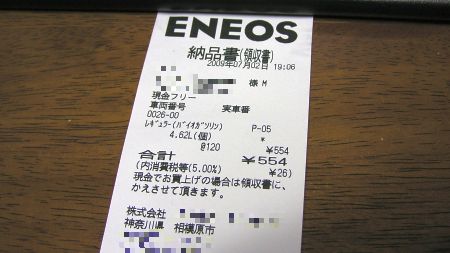 ENEOS
納品書(領収書)
2009年07月02日 19:06
様 M
現金フリー
車両番号 実車番
0026-00
ﾚｷﾞｭﾗｰ(ﾊﾞｲｵｶﾞｿﾘﾝ) P-05
4.62L(個) *
@120 ¥554
合計 ¥554
(内消費税等(5.00%) ¥26)
現金でお買上げの場合は領収書に、
かえさせて頂きます。
株式会社
神奈川県 相模原市